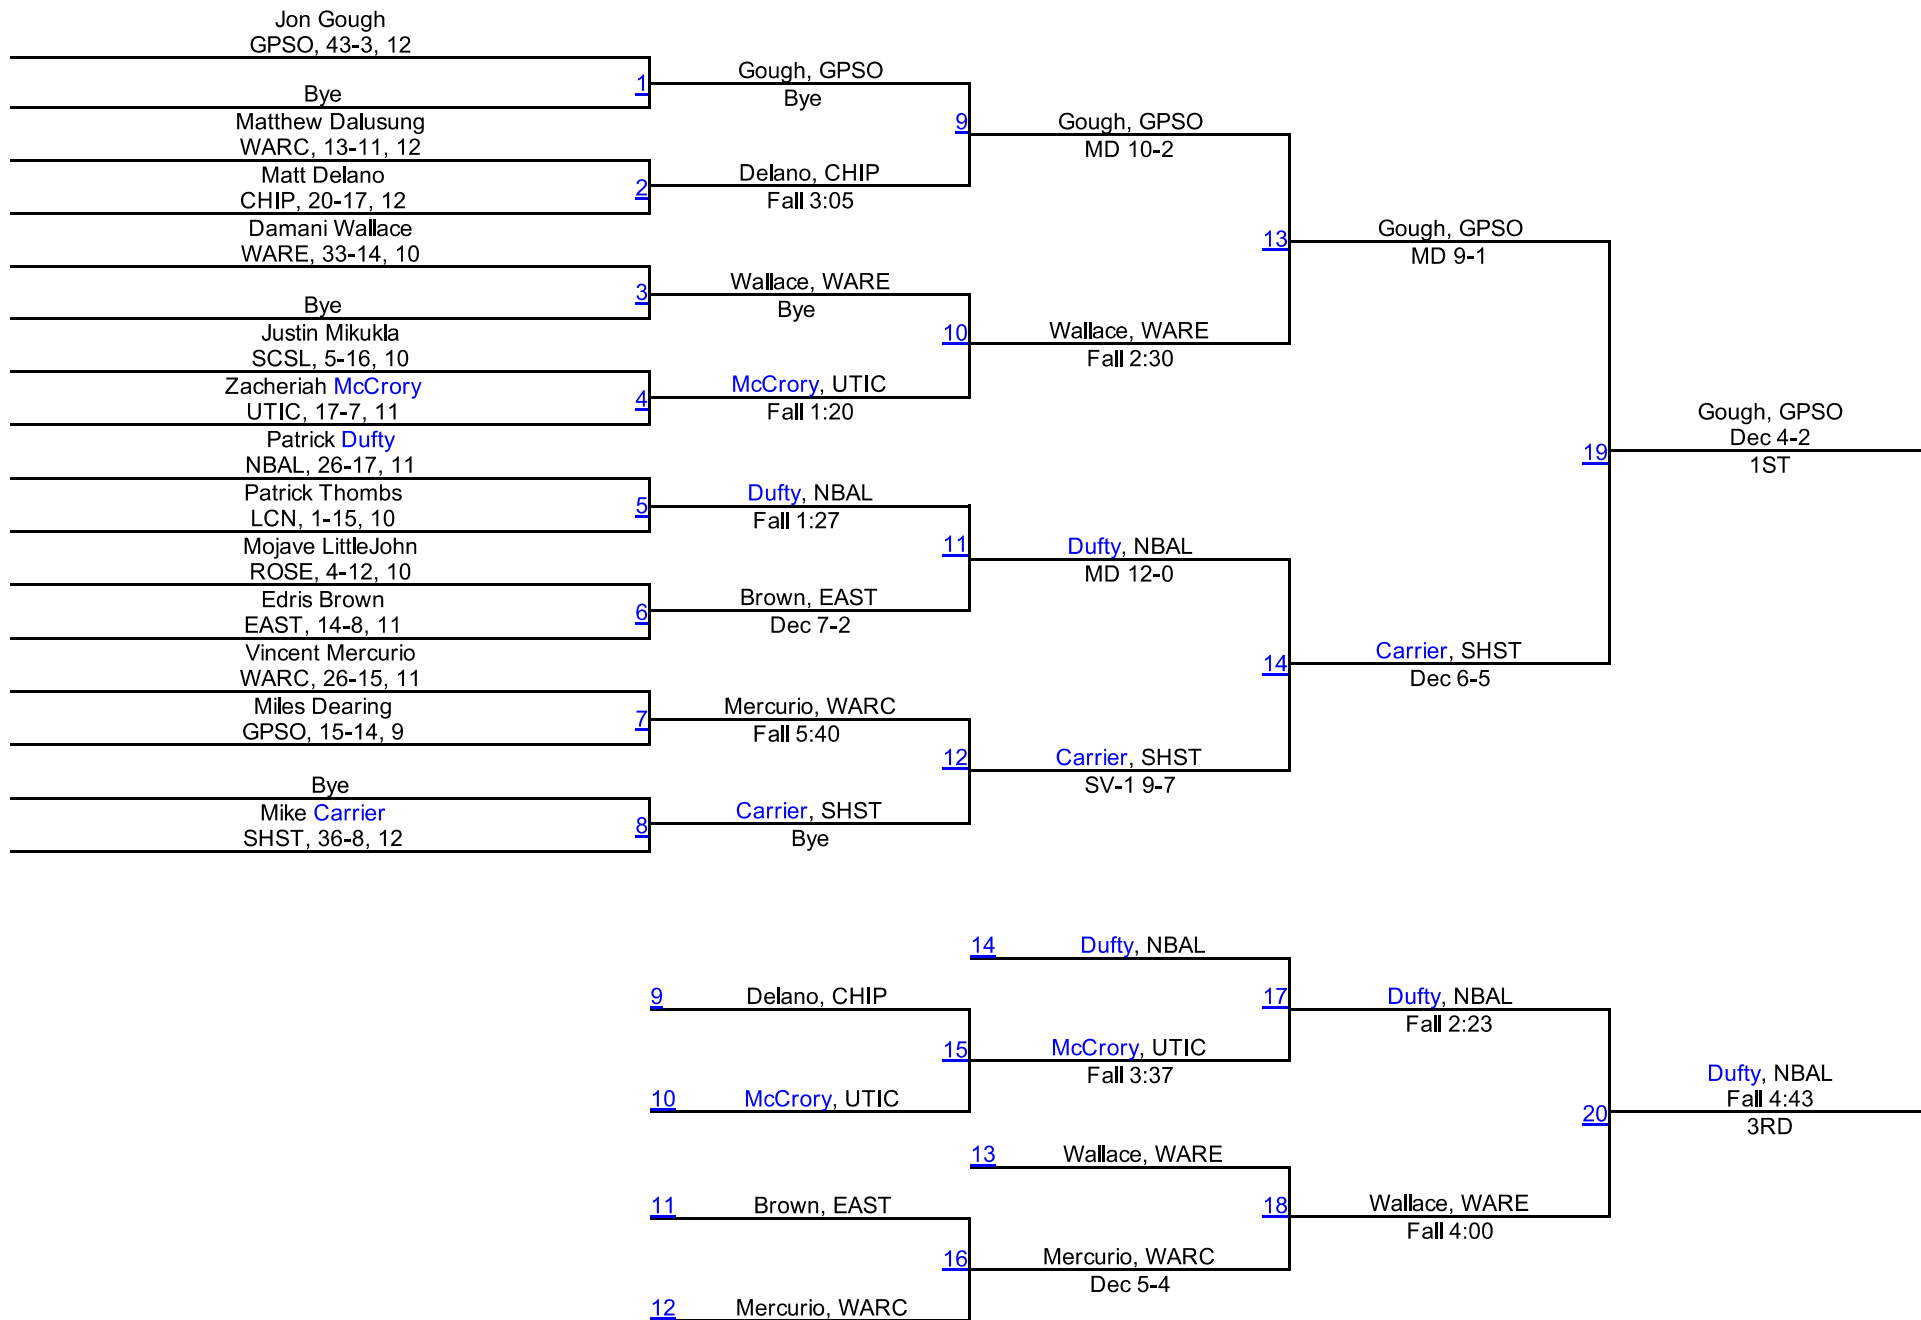 Jon Gough
GPSO, 43-3, 12
Bye
1
Matthew Dalusung
WARC, 13-11, 12
Matt Delano
CHIP, 20-17, 12
2
Damani Wallace
WARE, 33-14, 10
Bye
3
Justin Mikukla
SCSL, 5-16, 10
Zacheriah McCrory
UTIC, 17-7, 11
4
Patrick Dufty
NBAL, 26-17, 11
Patrick Thombs
LCN, 1-15, 10
5
Mojave LittleJohn
ROSE, 4-12, 10
Edris Brown
EAST, 14-8, 11
6
Vincent Mercurio
WARC, 26-15, 11
Miles Dearing
GPSO, 15-14, 9
7
Bye
Mike Carrier
SHST, 36-8, 12
8
Gough, GPSO
Bye
9
Delano, CHIP
Fall 3:05
Wallace, WARE
Bye
10
McCrory, UTIC
Fall 1:20
Dufty, NBAL
Fall 1:27
11
Brown, EAST
Dec 7-2
Mercurio, WARC
Fall 5:40
12
Carrier, SHST
Bye
Gough, GPSO
MD 10-2
13
Wallace, WARE
Fall 2:30
Dufty, NBAL
MD 12-0
14
Carrier, SHST
SV-1 9-7
Gough, GPSO
MD 9-1
19
Carrier, SHST
Dec 6-5
Gough, GPSO
Dec 4-2
1ST
14
Dufty, NBAL
9
Delano, CHIP
15
10
McCrory, UTIC
17
McCrory, UTIC
Fall 3:37
Dufty, NBAL
Fall 2:23
13
Wallace, WARE
11
Brown, EAST
16
12
Mercurio, WARC
18
Mercurio, WARC
Dec 5-4
Wallace, WARE
Fall 4:00
20
Dufty, NBAL
Fall 4:43
3RD